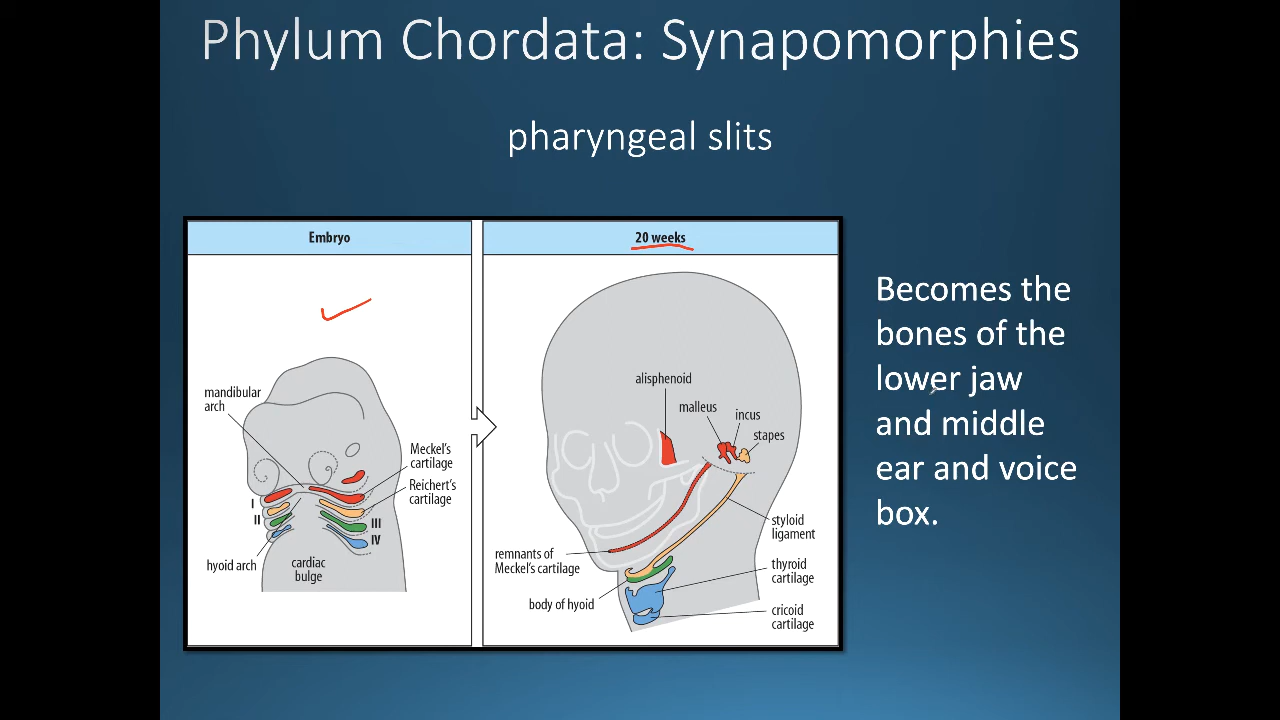 Phylum Chordata: Synapomorphies
pharyngeal slits
Embryo
mandibular
arch
Meckel's
cartilage
Reichert's
cartilage
I
II
III
IV
hyoid arch
cardiac
bulge
20 weeks
alisphenoid
malleus
incus
stapes
styloid
ligament
remnants of
Meckel's cartilage
thyroid
cartilage
body of hyoid
cricoid
cartilage
Becomes the
bones of the
lower jaw
and middle
ear and voice
box.